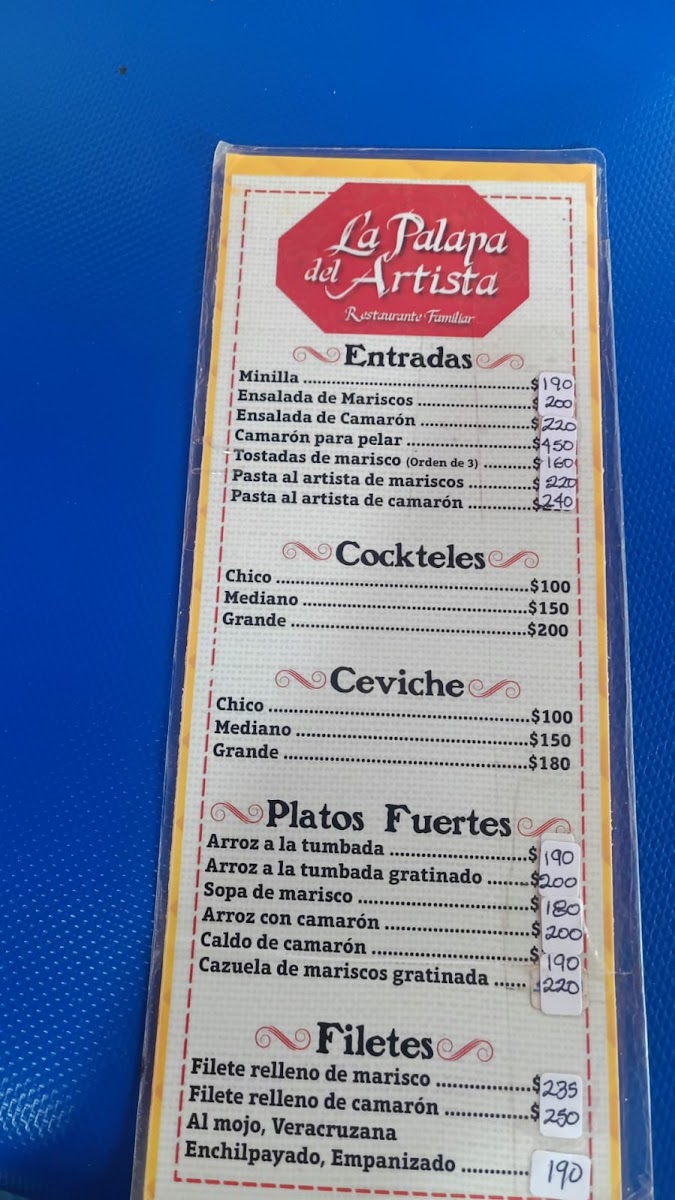 La Palapa
del Artista
Restaurante Familiar
Entradas
Minilla ........ $190
Ensalada de Mariscos ........ $200
Ensalada de Camarón ........ $220
Camarón para pelar ........ $450
Tostadas de marisco (Orden de 3) ........ $160
Pasta al artista de mariscos ........ $220
Pasta al artista de camarón ........ $240
Cockteles
Chico ........ $100
Mediano ........ $150
Grande ........ $200
Ceviche
Chico ........ $100
Mediano ........ $150
Grande ........ $180
Platos Fuertes
Arroz a la tumbada ........ $190
Arroz a la tumbada gratinado ........ $200
Sopa de marisco ........ $180
Arroz con camarón ........ $200
Caldo de camarón ........ $190
Cazuela de mariscos gratinada ...... $220
Filetes
Filete relleno de marisco ........ $235
Filete relleno de camarón ........ $250
Al mojo, Veracruzana
Enchilpayado, Empanizado ........ 190